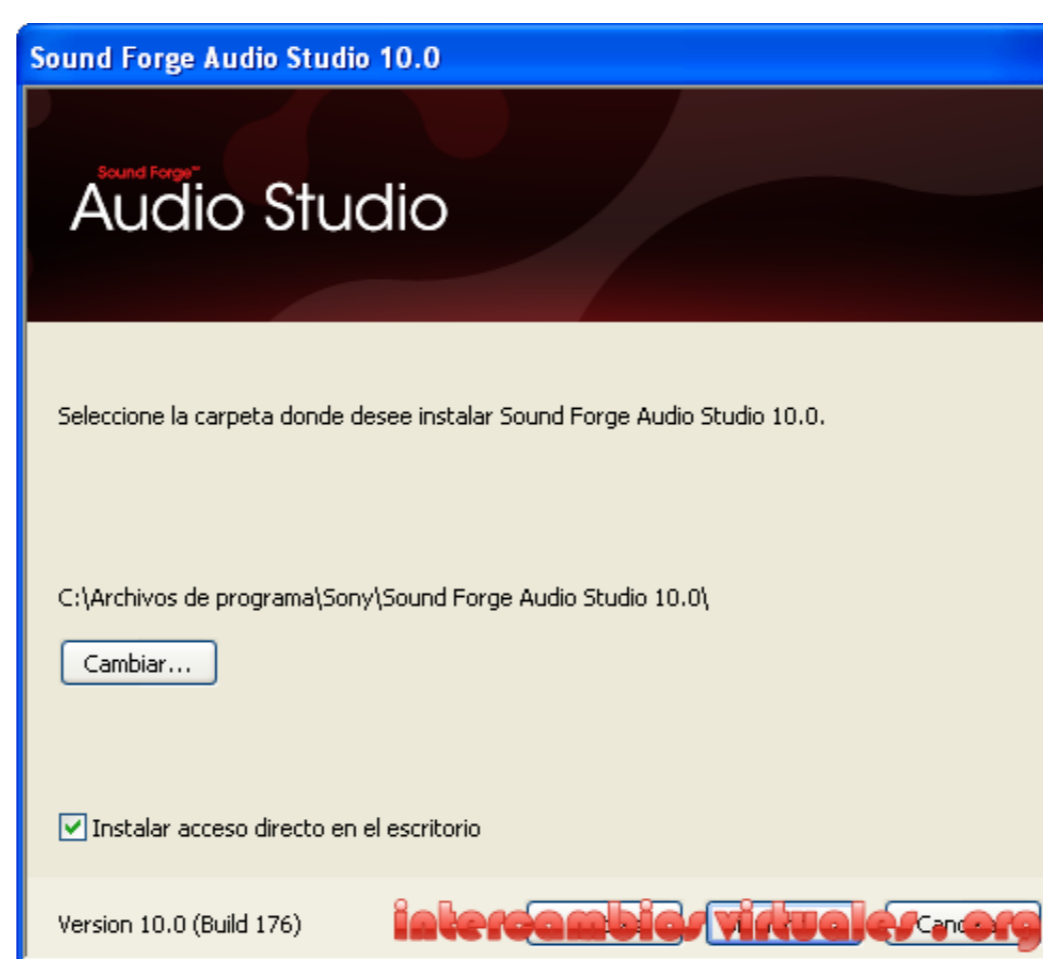 Sound Forge Audio Studio 10.0
Sound Forge™
Audio Studio
Seleccione la carpeta donde desee instalar Sound Forge Audio Studio 10.0.
C:\Archivos de programa\Sony\Sound Forge Audio Studio 10.0\
Cambiar...
Instalar acceso directo en el escritorio
Version 10.0 (Build 176)
intercambios virtuales.org